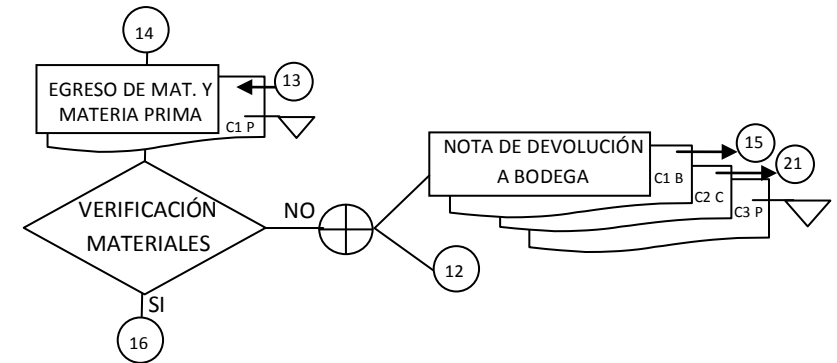 14
EGRESO DE MAT. Y
MATERIA PRIMA
13
C1 P
NOTA DE DEVOLUCIÓN
A BODEGA
C1 B
15
C2 C
21
C3 P
VERIFICACIÓN
MATERIALES
NO
12
SI
16